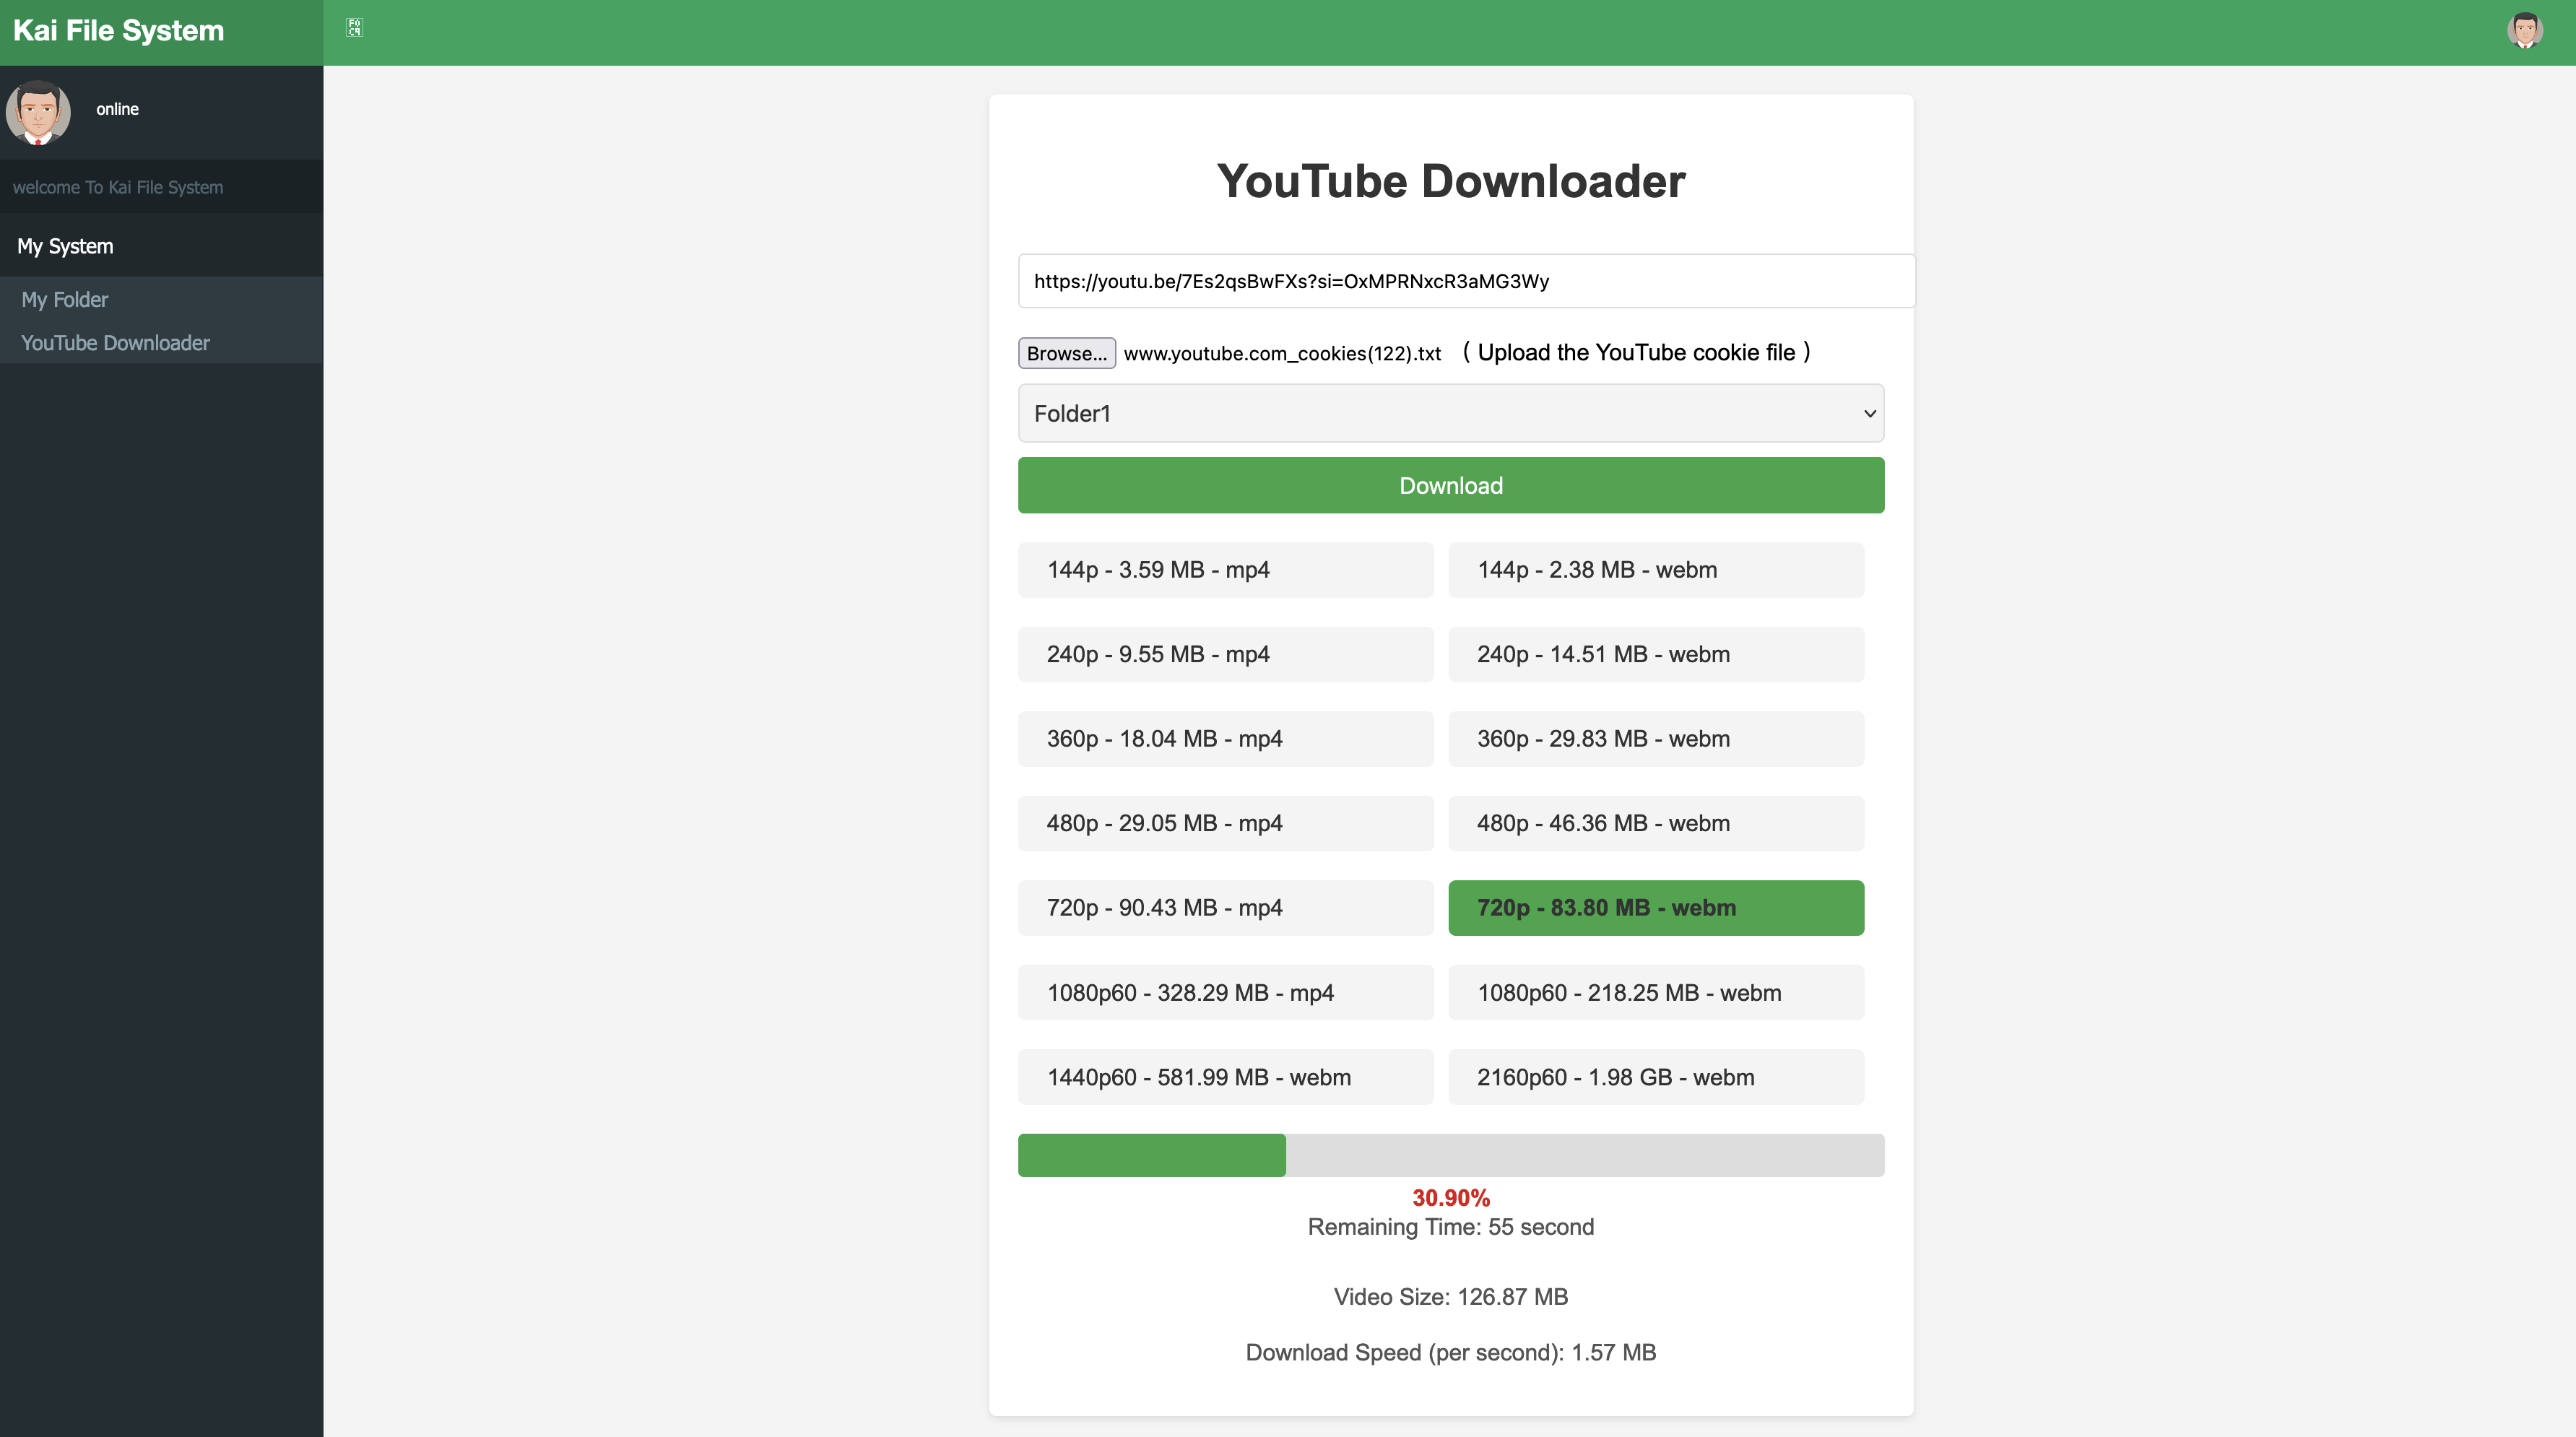 Kai File System
online
welcome To Kai File System
My System
My Folder
YouTube Downloader
YouTube Downloader
https://youtu.be/7Es2qsBwFXs?si=OxMPRNxcR3aMG3Wy
Browse... www.youtube.com_cookies(122).txt （Upload the YouTube cookie file）
Folder1
Download
144p - 3.59 MB - mp4
144p - 2.38 MB - webm
240p - 9.55 MB - mp4
240p - 14.51 MB - webm
360p - 18.04 MB - mp4
360p - 29.83 MB - webm
480p - 29.05 MB - mp4
480p - 46.36 MB - webm
720p - 90.43 MB - mp4
720p - 83.80 MB - webm
1080p60 - 328.29 MB - mp4
1080p60 - 218.25 MB - webm
1440p60 - 581.99 MB - webm
2160p60 - 1.98 GB - webm
30.90%
Remaining Time: 55 second
Video Size: 126.87 MB
Download Speed (per second): 1.57 MB